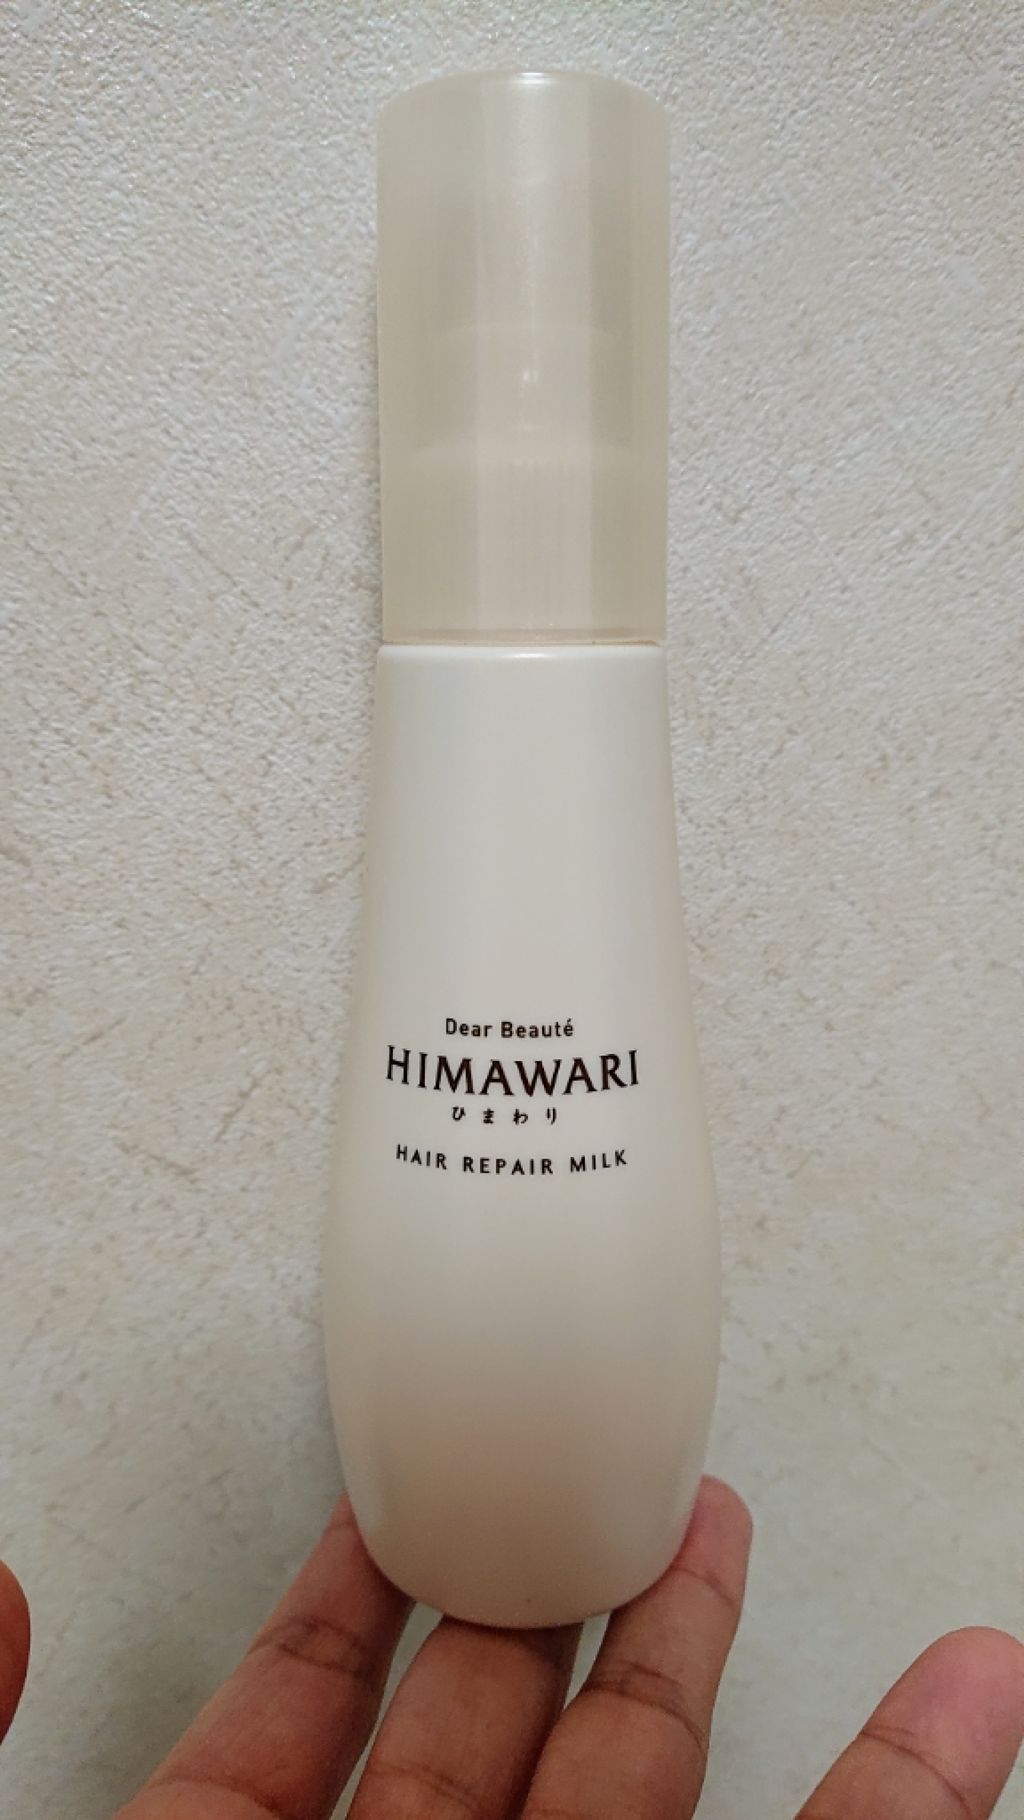 Dear Beauté
HIMAWARI
ひまわり
HAIR REPAIR MILK